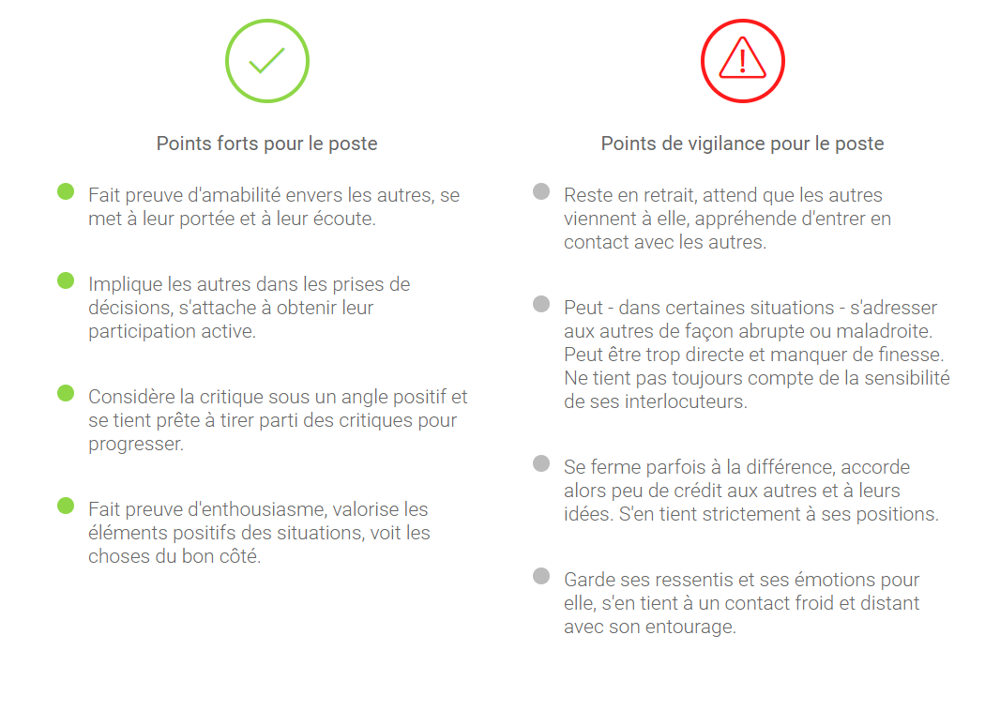 Points forts pour le poste
Fait preuve d'amabilité envers les autres, se
met à leur portée et à leur écoute.
Implique les autres dans les prises de
décisions, s'attache à obtenir leur
participation active.
Considère la critique sous un angle positif et
se tient prête à tirer parti des critiques pour
progresser.
Fait preuve d'enthousiasme, valorise les
éléments positifs des situations, voit les
choses du bon côté.
Points de vigilance pour le poste
Reste en retrait, attend que les autres
viennent à elle, appréhende d'entrer en
contact avec les autres.
Peut - dans certaines situations - s'adresser
aux autres de façon abrupte ou maladroite.
Peut être trop directe et manquer de finesse.
Ne tient pas toujours compte de la sensibilité
de ses interlocuteurs.
Se ferme parfois à la différence, accorde
alors peu de crédit aux autres et à leurs
idées. S'en tient strictement à ses positions.
Garde ses ressentis et ses émotions pour
elle, s'en tient à un contact froid et distant
avec son entourage.